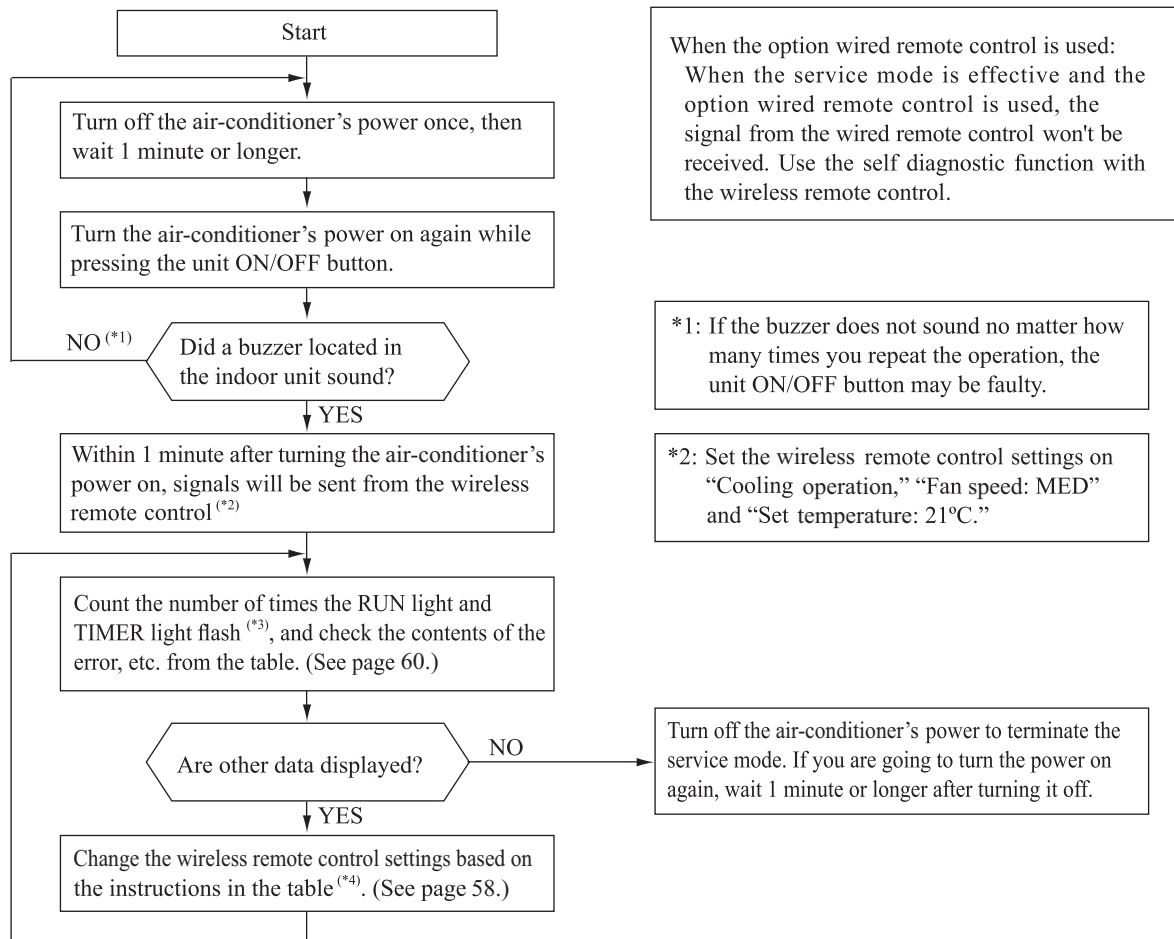 Start
Turn off the air-conditioner's power once, then
wait 1 minute or longer.
Turn the air-conditioner's power on again while
pressing the unit ON/OFF button.
NO (*1)
Did a buzzer located in
the indoor unit sound?
YES
Within 1 minute after turning the air-conditioner's
power on, signals will be sent from the wireless
remote control (*2)
Count the number of times the RUN light and
TIMER light flash (*3), and check the contents of the
error, etc. from the table. (See page 60.)
Are other data displayed?
NO
YES
Change the wireless remote control settings based on
the instructions in the table (*4). (See page 58.)
When the option wired remote control is used:
When the service mode is effective and the
option wired remote control is used, the
signal from the wired remote control won't be
received. Use the self diagnostic function with
the wireless remote control.
*1: If the buzzer does not sound no matter how
many times you repeat the operation, the
unit ON/OFF button may be faulty.
*2: Set the wireless remote control settings on
“Cooling operation,” “Fan speed: MED”
and “Set temperature: 21ºC.”
Turn off the air-conditioner's power to terminate the
service mode. If you are going to turn the power on
again, wait 1 minute or longer after turning it off.